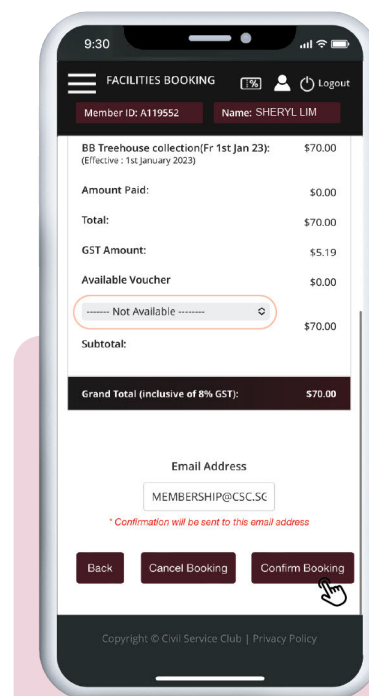 9:30
FACILITIES BOOKING % Logout
Member ID: A119552 Name: SHERYL LIM
BB Treehouse collection(Fr 1st Jan 23): $70.00
(Effective : 1st January 2023)
Amount Paid: $0.00
Total: $70.00
GST Amount: $5.19
Available Voucher $0.00
------- Not Available --------
$70.00
Subtotal:
Grand Total (inclusive of 8% GST): $70.00
Email Address
MEMBERSHIP@CSC.SG
* Confirmation will be sent to this email address
Back Cancel Booking Confirm Booking
Copyright © Civil Service Club | Privacy Policy